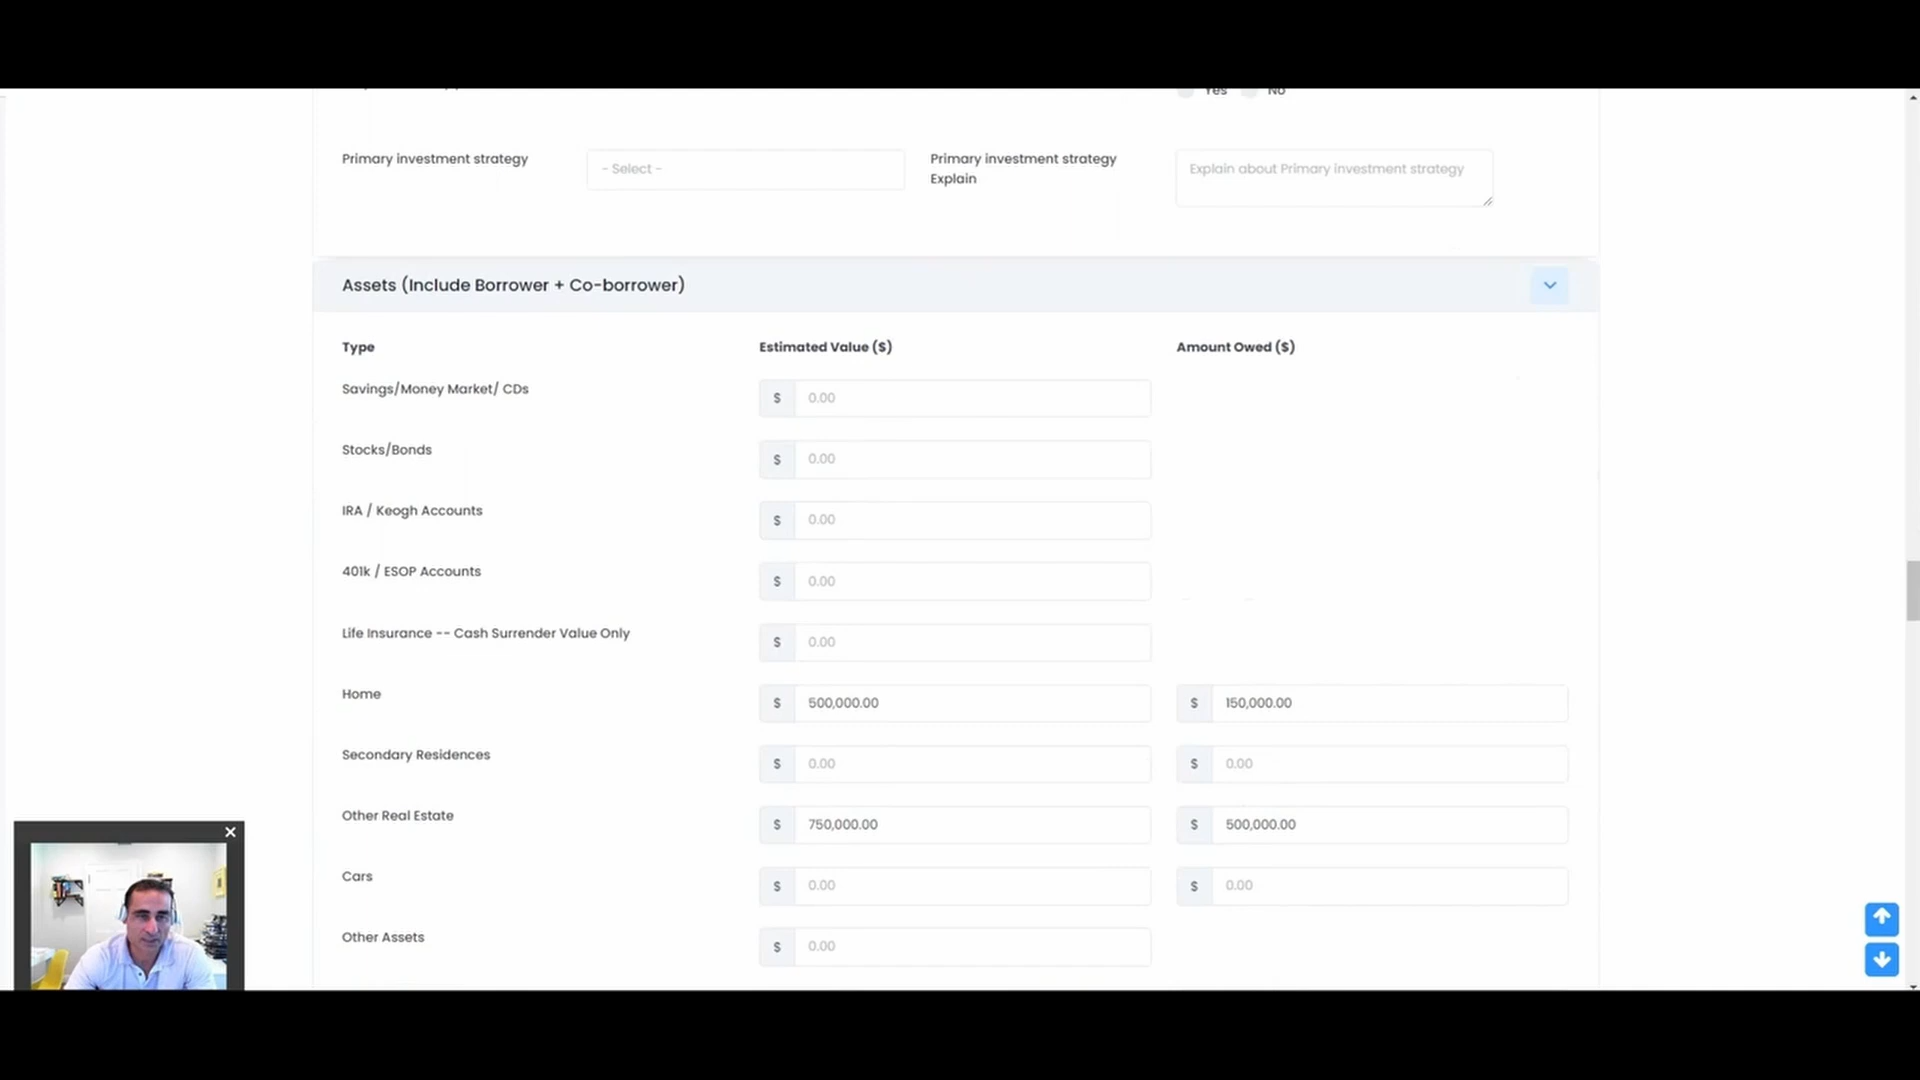 Yes No
Primary investment strategy
- Select -
Primary investment strategy
Explain
Explain about Primary investment strategy
Assets (Include Borrower + Co-borrower)
Type Estimated Value ($) Amount Owed ($)
Savings/Money Market/ CDs $ 0.00
Stocks/Bonds $ 0.00
IRA / Keogh Accounts $ 0.00
401k / ESOP Accounts $ 0.00
Life Insurance -- Cash Surrender Value Only $ 0.00
Home $ 500,000.00 $ 150,000.00
Secondary Residences $ 0.00 $ 0.00
Other Real Estate $ 750,000.00 $ 500,000.00
Cars $ 0.00 $ 0.00
Other Assets $ 0.00